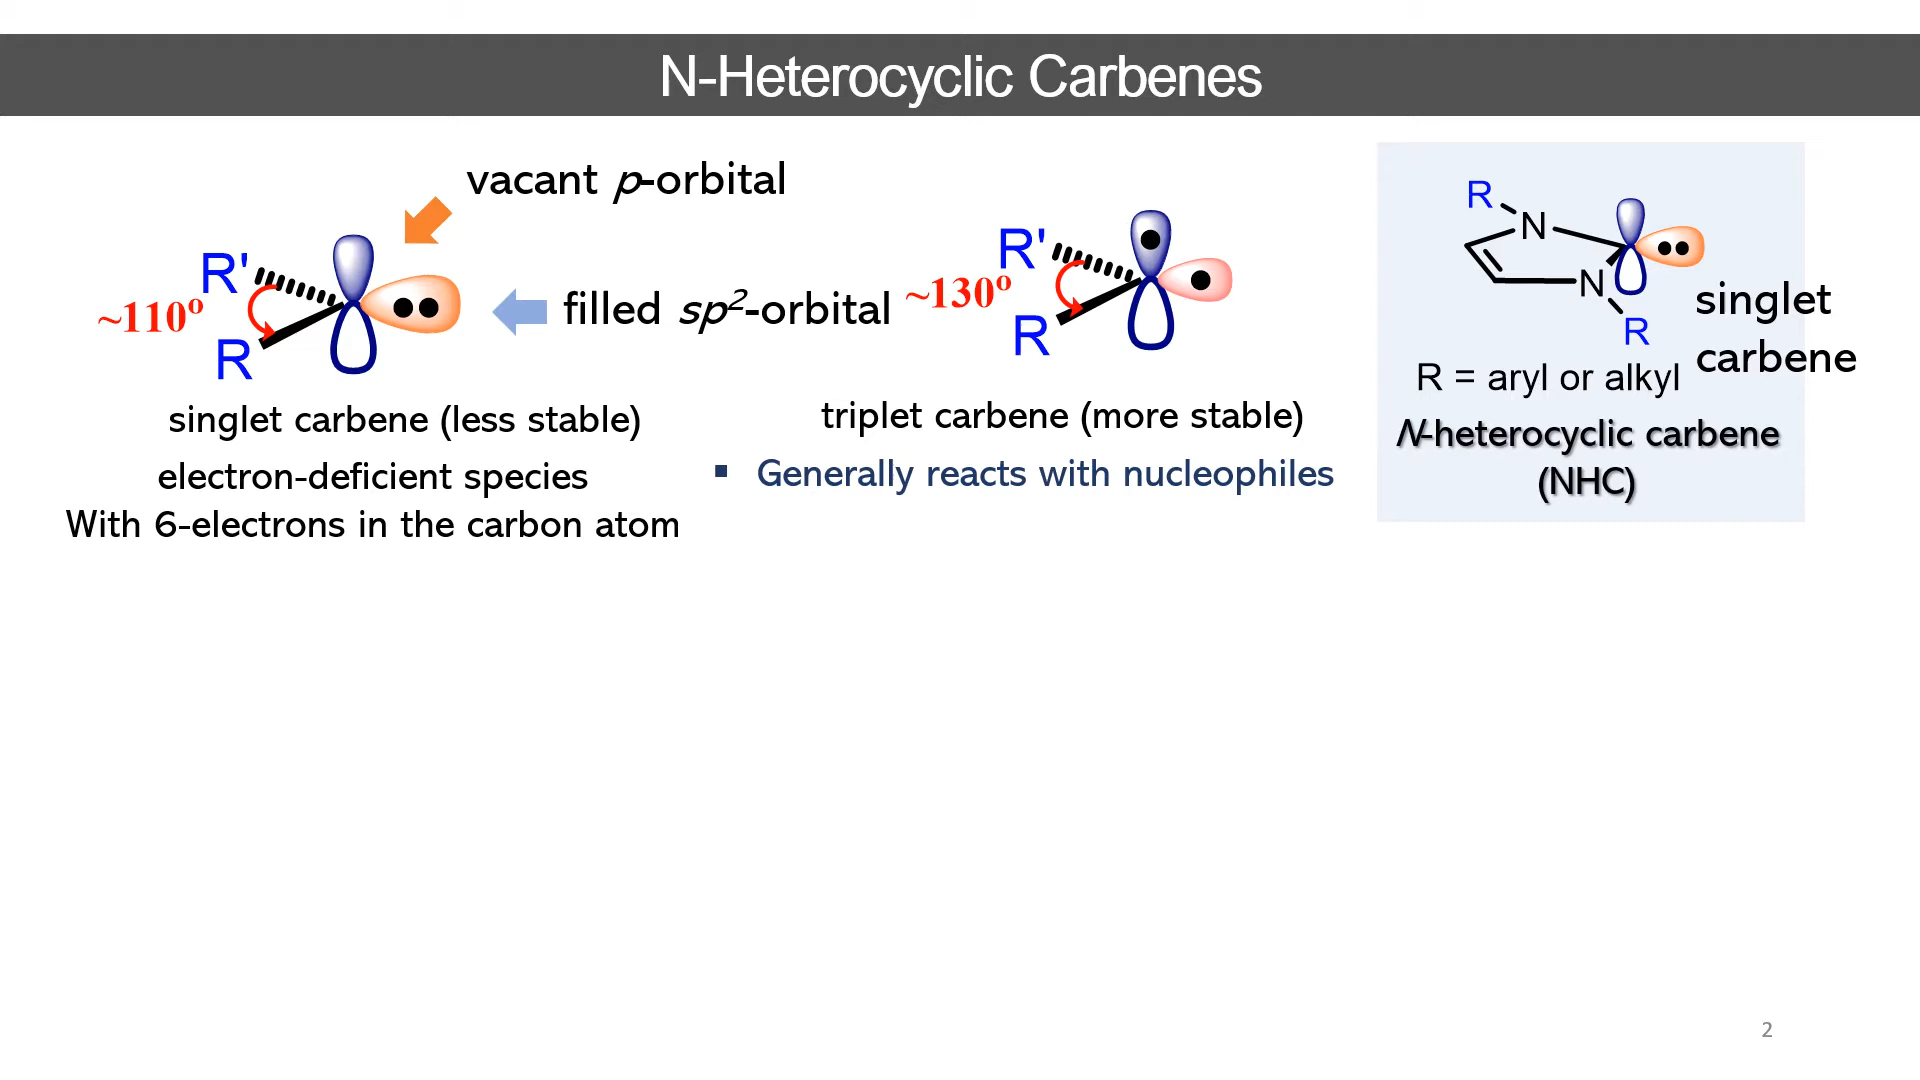 N-Heterocyclic Carbenes
vacant p-orbital
R'
~110º
R
filled sp²-orbital
singlet carbene (less stable)
electron-deficient species
With 6-electrons in the carbon atom
R'
~130º
R
triplet carbene (more stable)
▪ Generally reacts with nucleophiles
R
N
N
R
singlet
carbene
R = aryl or alkyl
N-heterocyclic carbene
(NHC)
2